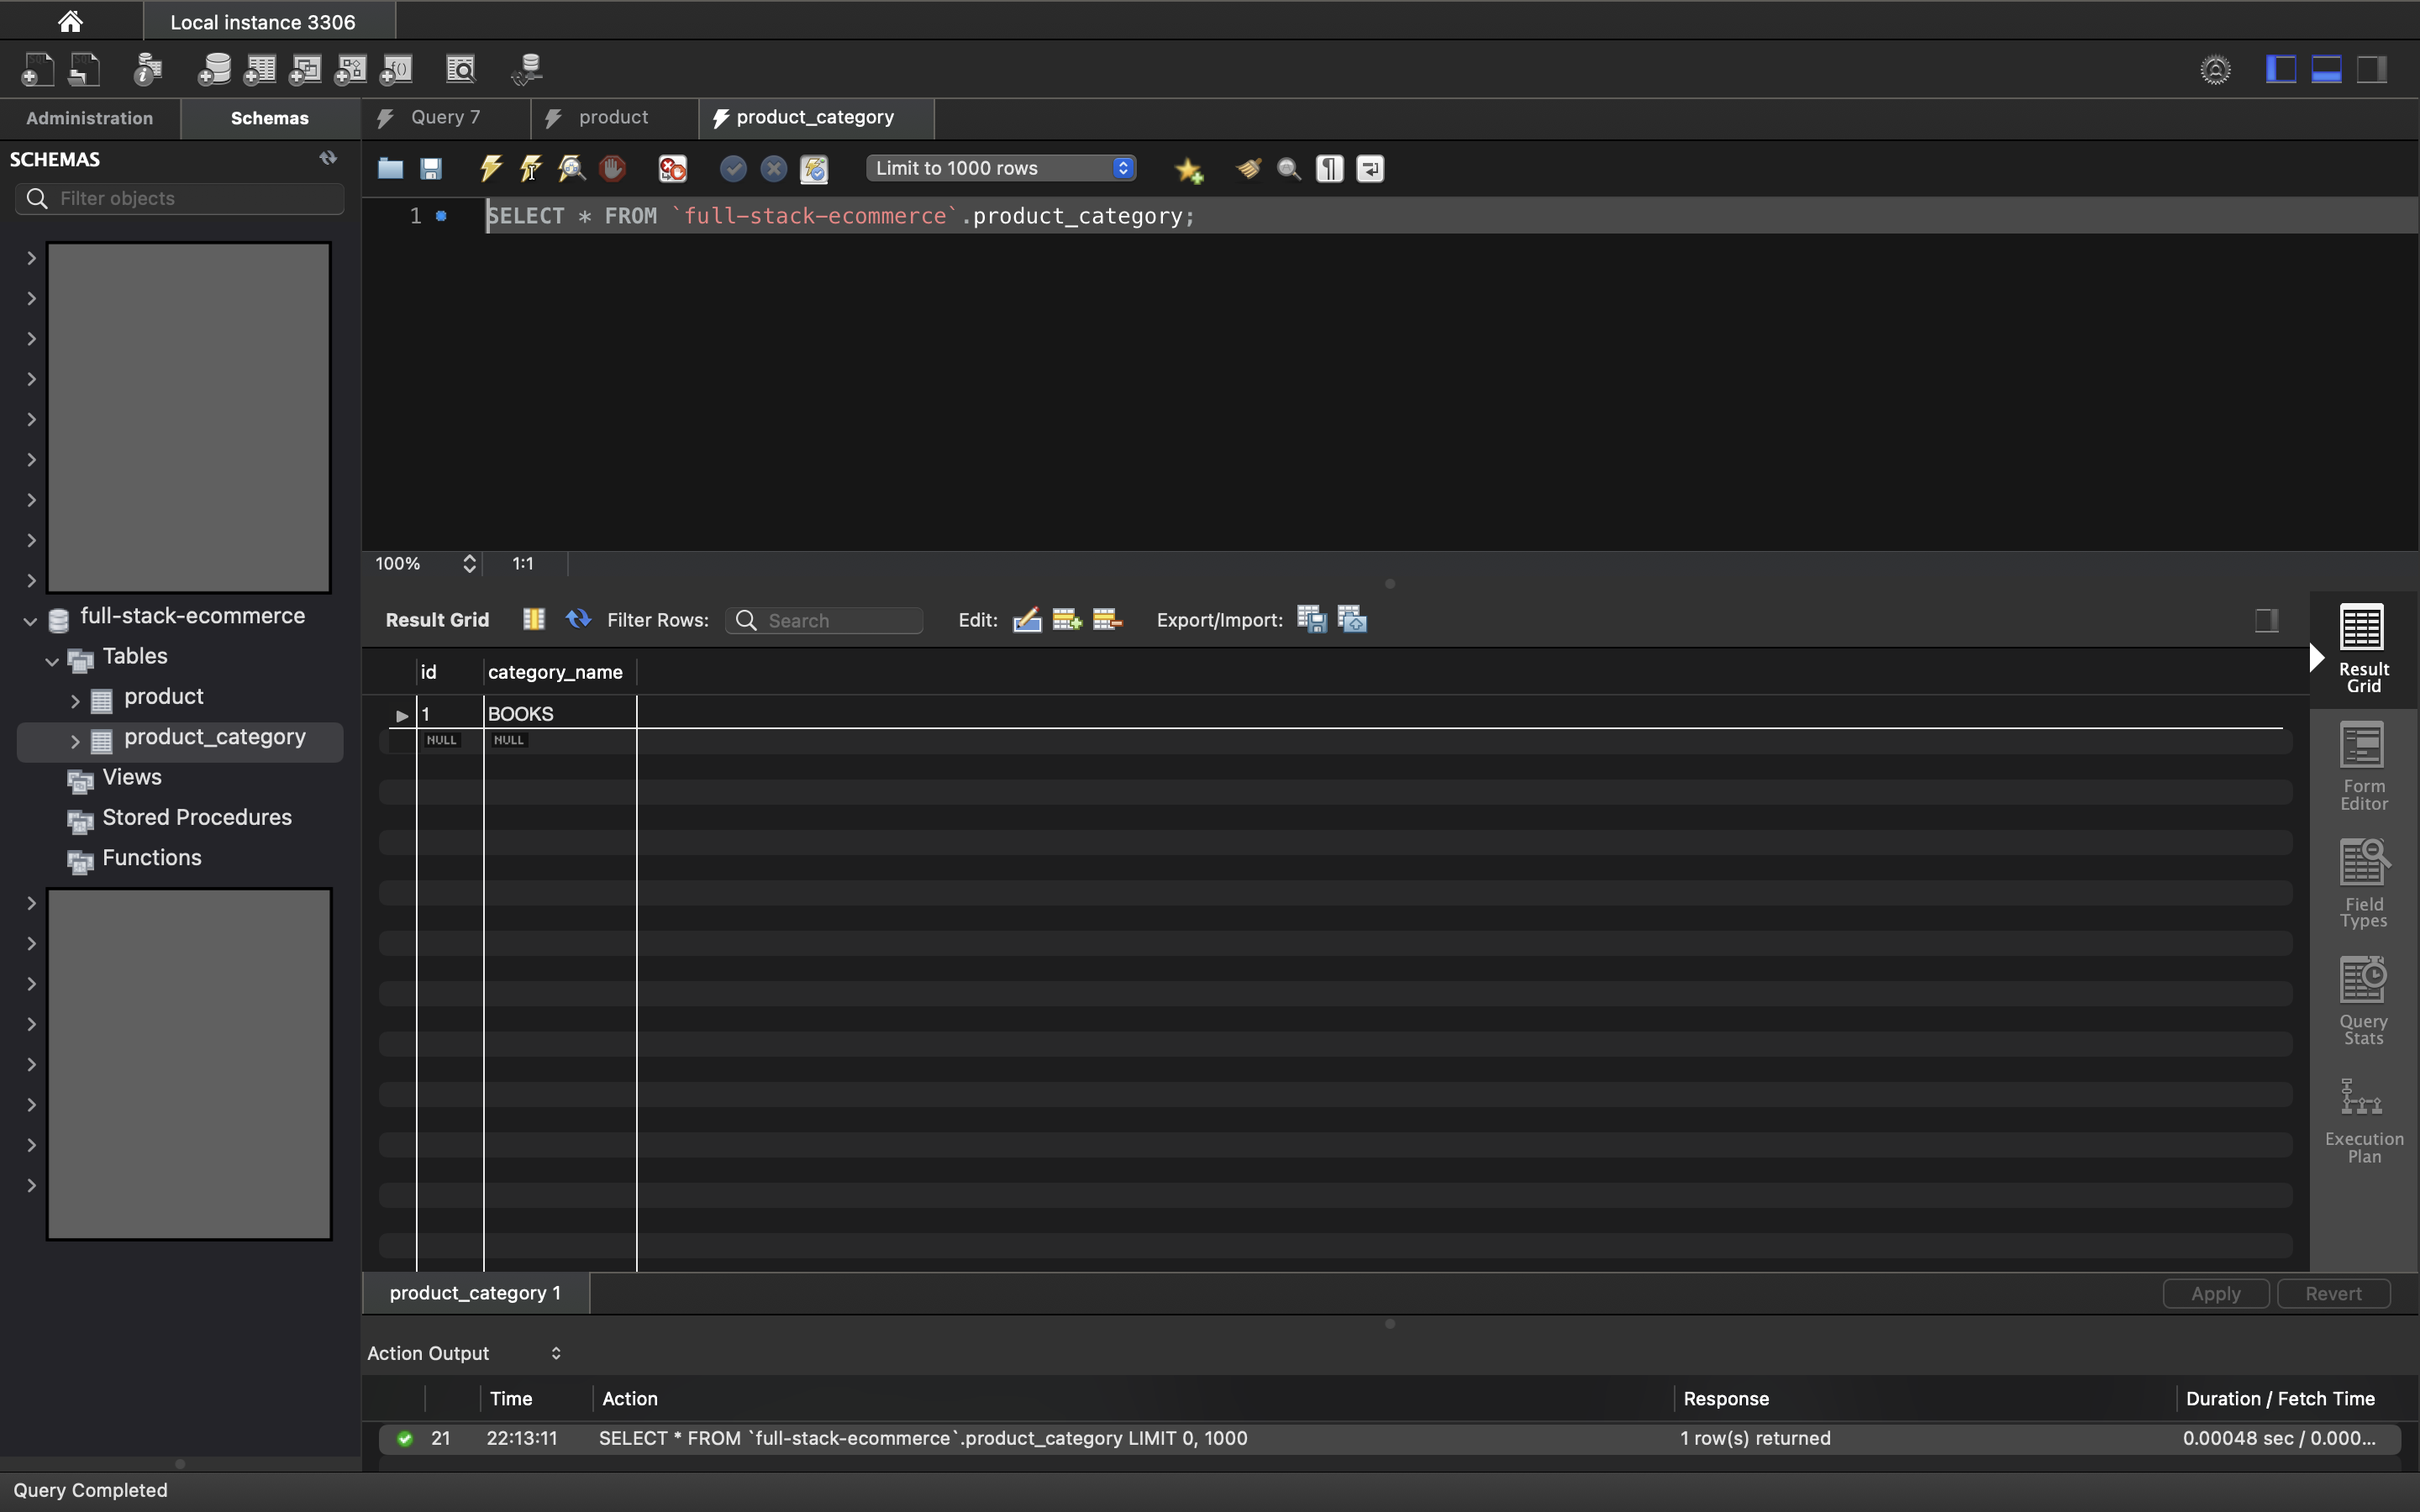 Local instance 3306
Administration
Schemas
Query 7
product
product_category
SCHEMAS
Filter objects
Limit to 1000 rows
1
SELECT * FROM `full-stack-ecommerce`.product_category;
100%
1:1
full-stack-ecommerce
Tables
product
product_category
Views
Stored Procedures
Functions
Result Grid
Filter Rows:
Search
Edit:
Export/Import:
id
category_name
1
BOOKS
NULL
NULL
Result
Grid
Form
Editor
Field
Types
Query
Stats
Execution
Plan
product_category 1
Apply
Revert
Action Output
Time
Action
Response
Duration / Fetch Time
21
22:13:11
SELECT * FROM `full-stack-ecommerce`.product_category LIMIT 0, 1000
1 row(s) returned
0.00048 sec / 0.000...
Query Completed